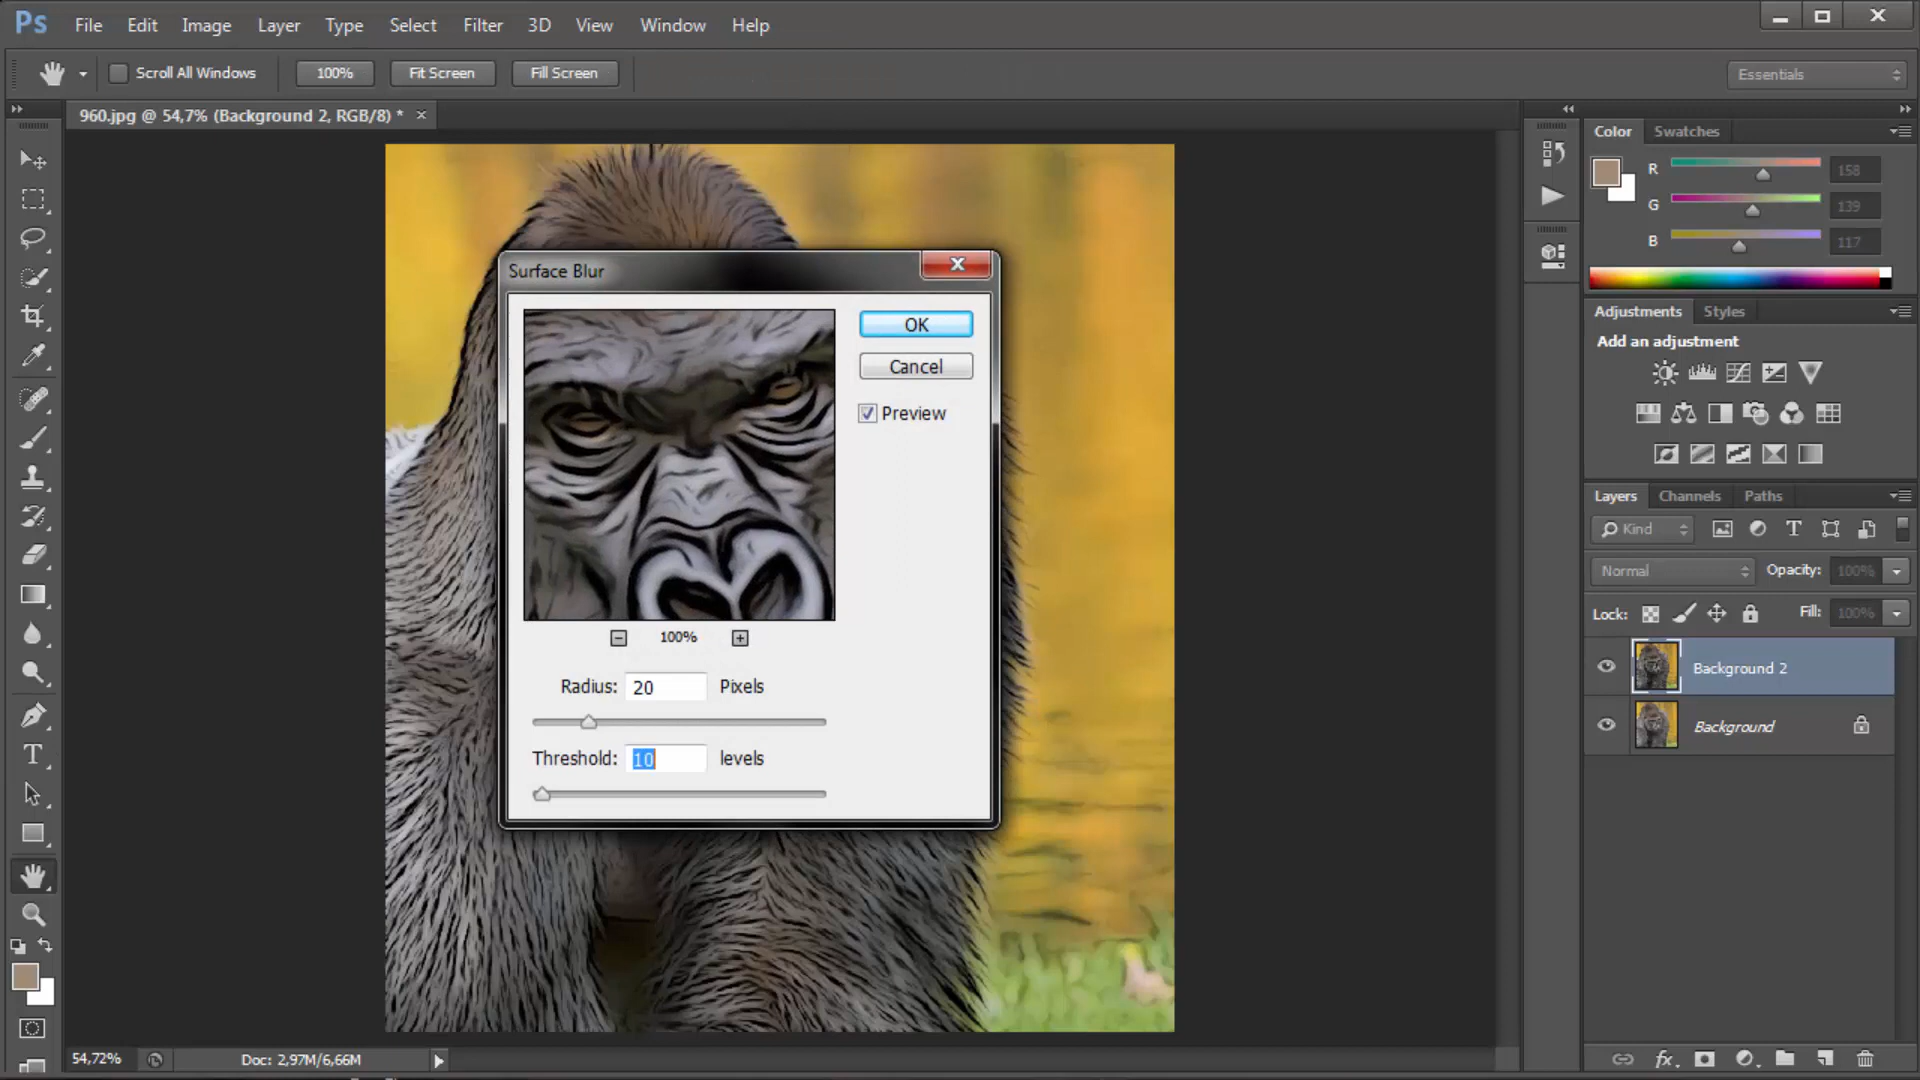 Ps File Edit Image Layer Type Select Filter 3D View Window Help
Scroll All Windows 100% Fit Screen Fill Screen Essentials
960.jpg @ 54,7% (Background 2, RGB/8) *
Color Swatches
R 158
G 139
B 117
Surface Blur
OK
Cancel
Preview
100%
Radius: 20 Pixels
Threshold: 10 levels
Adjustments Styles
Add an adjustment
Layers Channels Paths
Kind
Normal Opacity: 100%
Lock: Fill: 100%
Background 2
Background
54,72% Doc: 2,97M/6,66M